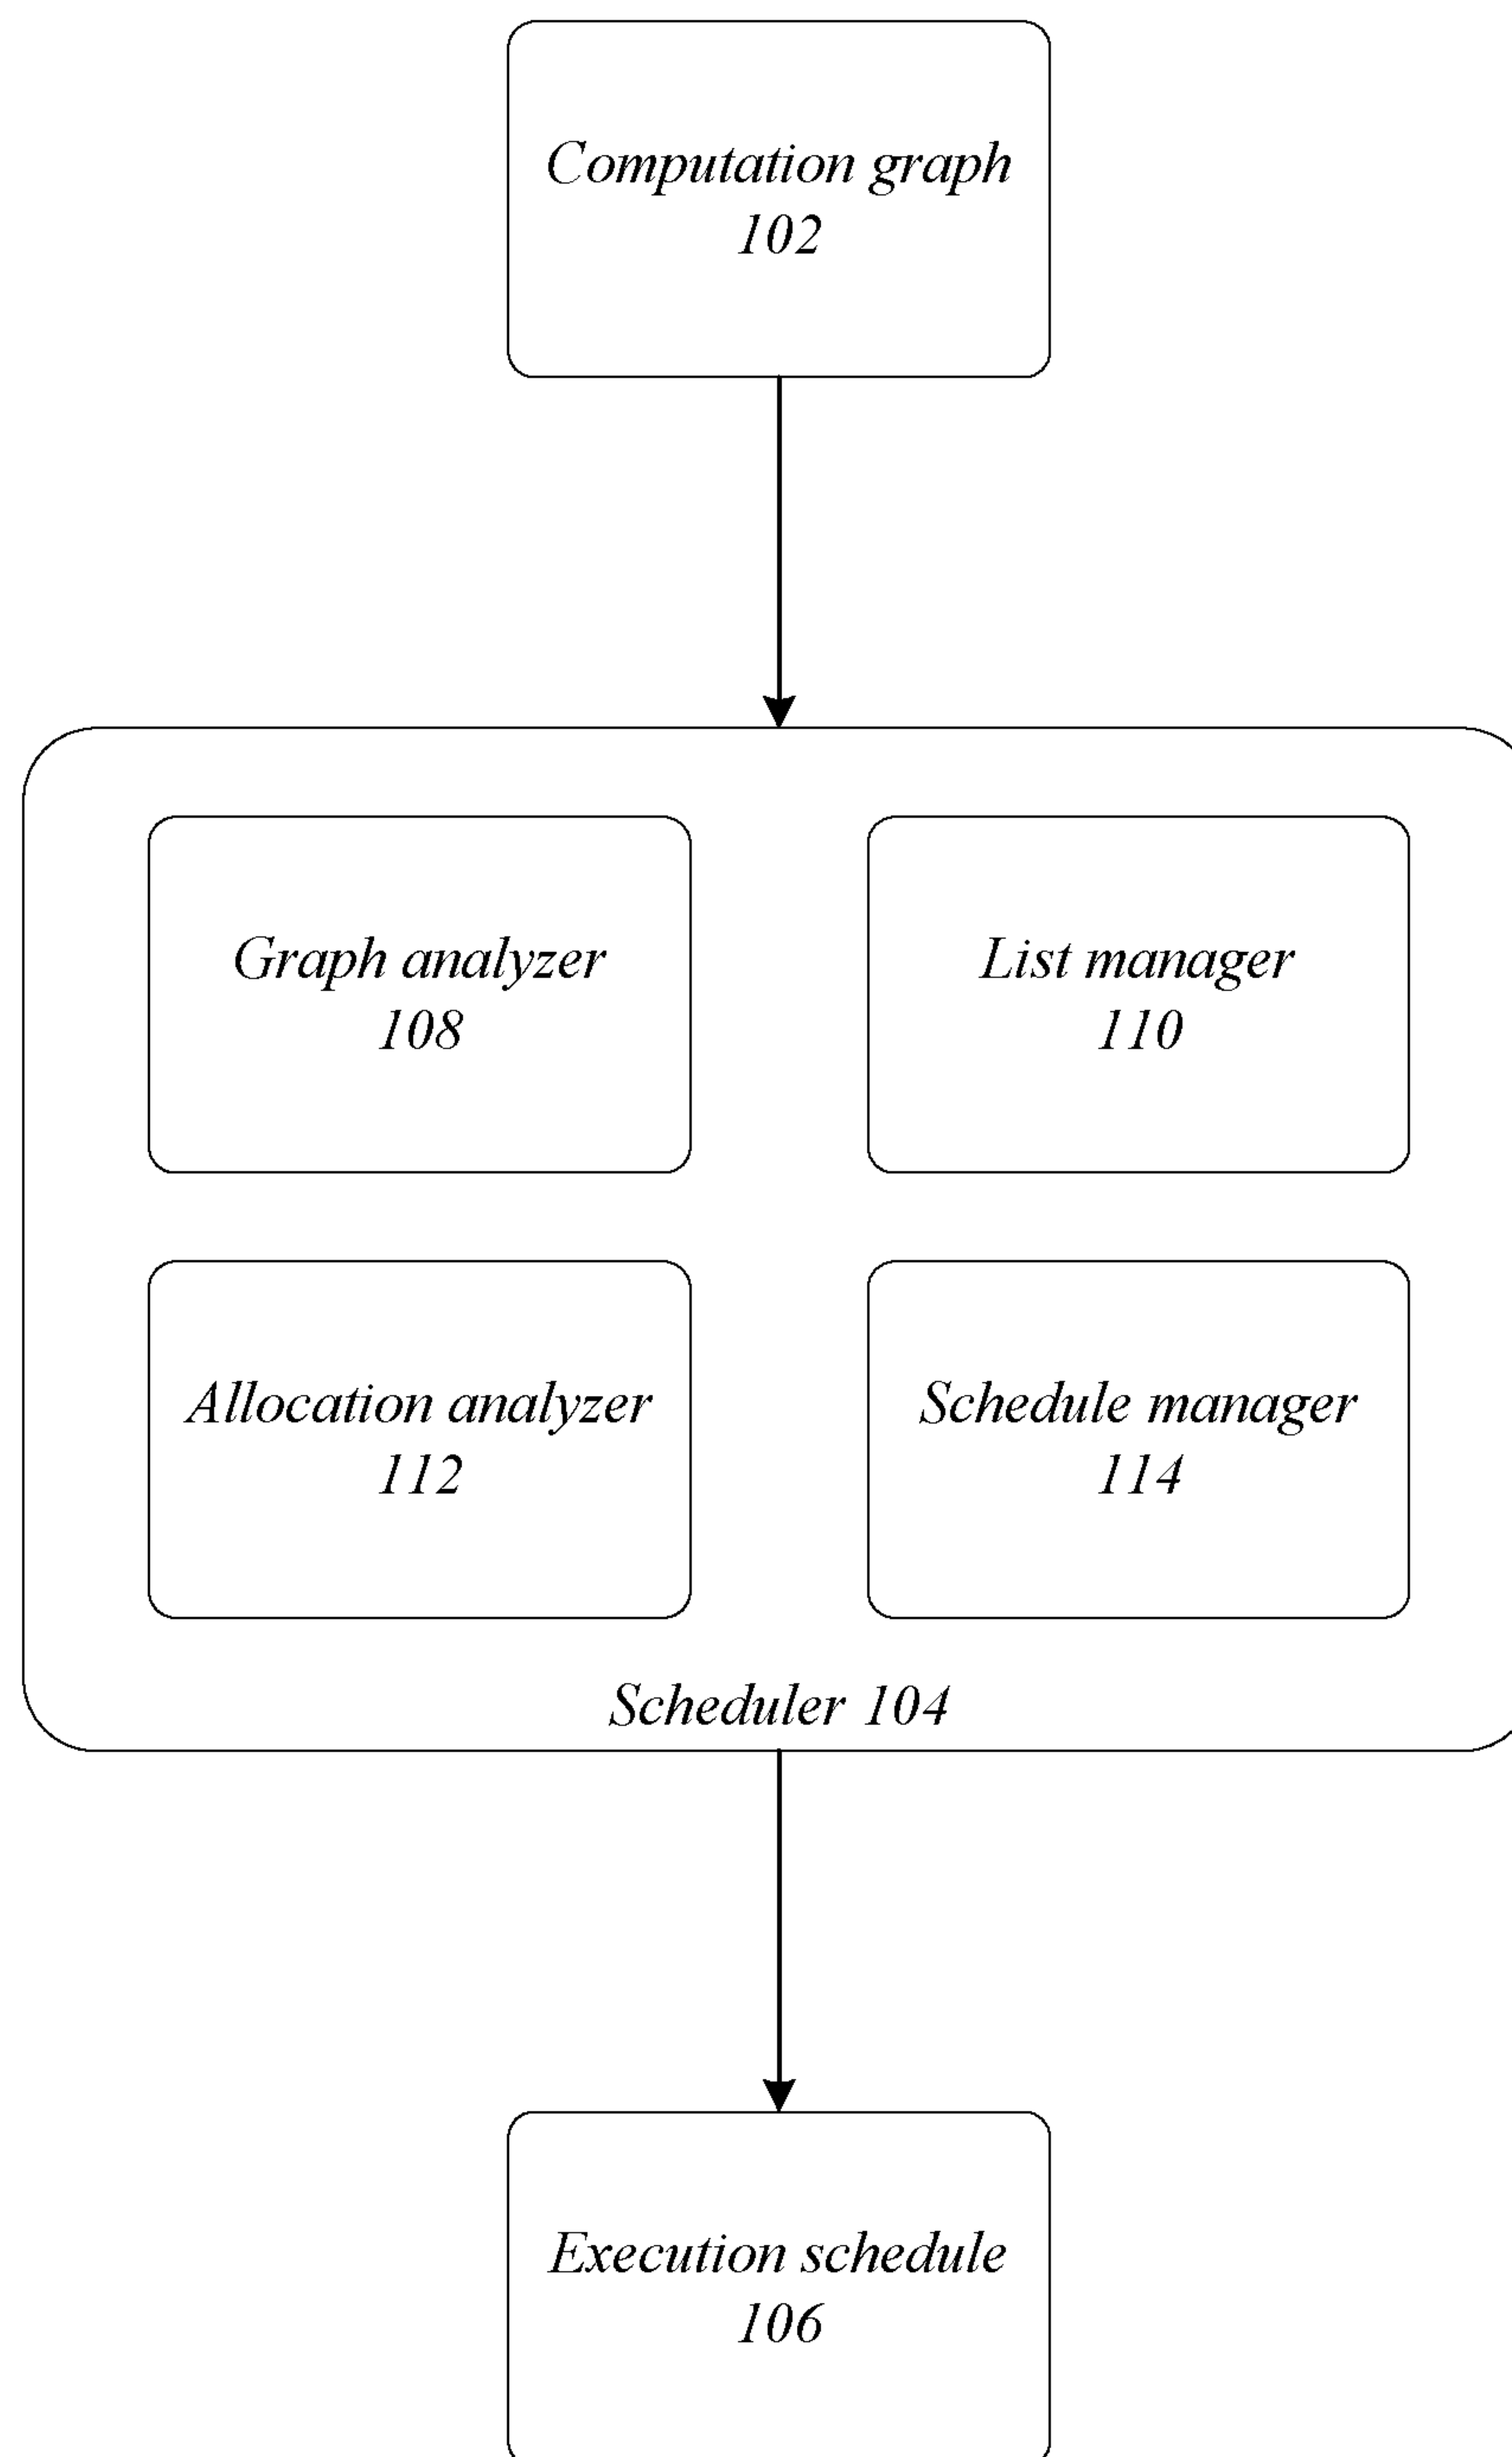 Computation graph
102
Graph analyzer
108
List manager
110
Allocation analyzer
112
Schedule manager
114
Scheduler 104
Execution schedule
106